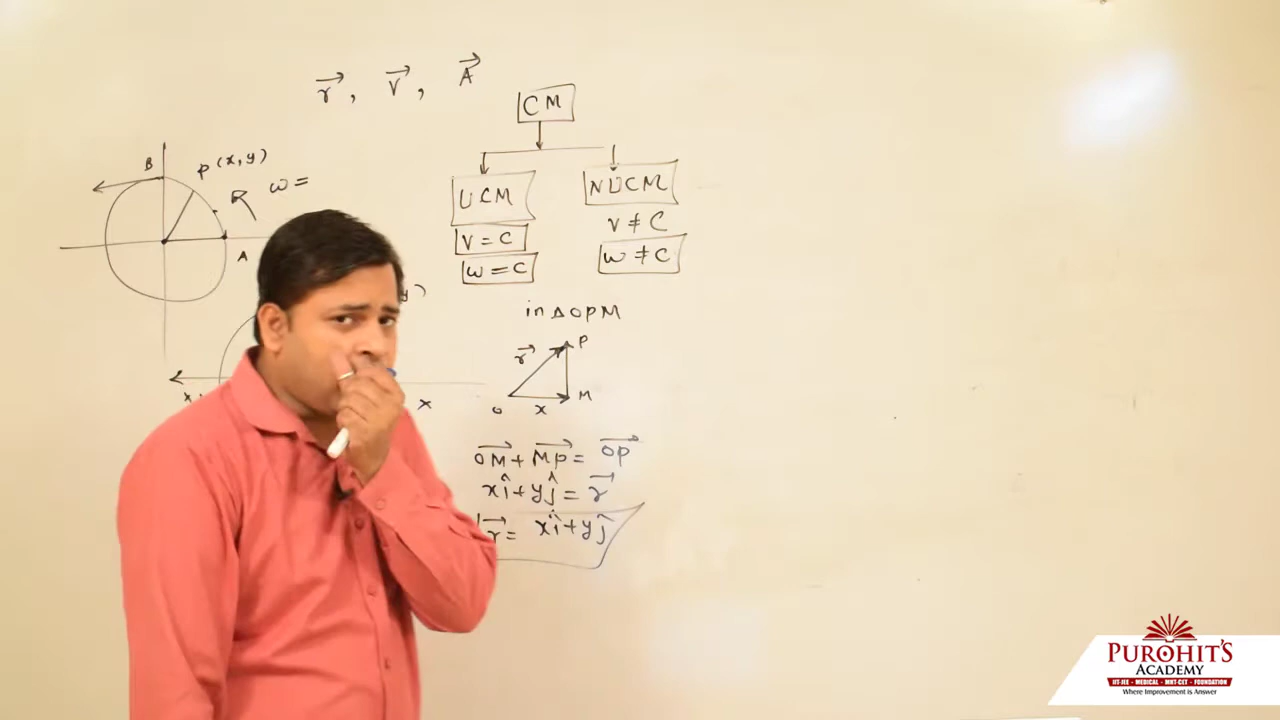 r⃗, V⃗, A⃗
CM
UCM
NUCM
V = C
V ≠ C
ω = C
ω ≠ C
B
P(x,y)
ω =
A
y)
x
in △OPM
P
r⃗
O
x
M
OM⃗ + MP⃗ = OP⃗
xî + yĵ = r⃗
r⃗ = xî + yĵ
PUROHIT'S
ACADEMY
IIT-JEE - MEDICAL - MHT-CET - FOUNDATION
Where Improvement is Answer